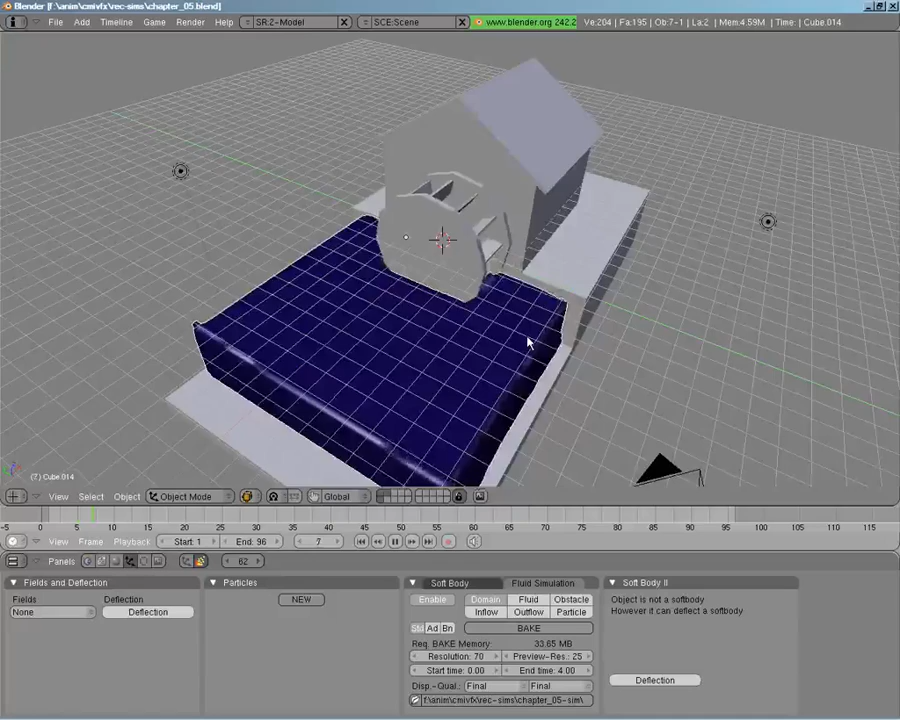 Blender [f:\anim\cmivfx\rec-sims\chapter_05.blend]
File Add Timeline Game Render Help SR:2-Model SCE:Scene www.blender.org 242.2 Ve:204 | Fa:195 | Ob:7-1 | La:2 | Mem:4.59M | Time: | Cube.014
(7) Cube.014
View Select Object Object Mode Global
-5 0 5 10 15 20 25 30 35 40 45 50 55 60 65 70 75 80 85 90 95 100 105 110 115
View Frame Playback Start: 1 End: 96 7
Panels 62
Fields and Deflection Particles Soft Body Fluid Simulation Soft Body II
Fields Deflection NEW Enable Domain Fluid Obstacle Object is not a softbody
None Deflection Inflow Outflow Particle However it can deflect a softbody
Std Ad Bn BAKE
Req. BAKE Memory: 33.65 MB
Resolution: 70 Preview-Res.: 25
Start time: 0.00 End time: 4.00
Deflection
Disp.-Qual.: Final Final
f:\anim\cmivfx\rec-sims\chapter_05-sim\